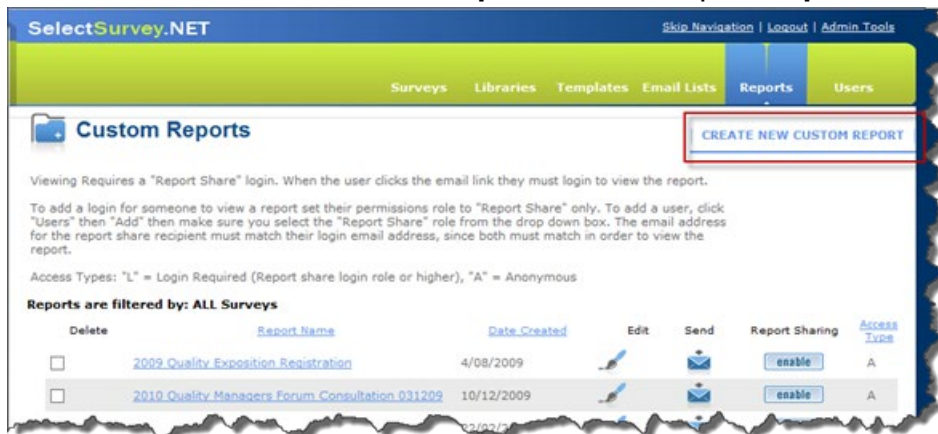 SelectSurvey.NET
Skip Navigation | Logout | Admin Tools
Surveys Libraries Templates Email Lists Reports Users
Custom Reports
CREATE NEW CUSTOM REPORT
Viewing Requires a "Report Share" login. When the user clicks the email link they must login to view the report.
To add a login for someone to view a report set their permissions role to "Report Share" only. To add a user, click
"Users" then "Add" then make sure you select the "Report Share" role from the drop down box. The email address
for the report share recipient must match their login email address, since both must match in order to view the
report.
Access Types: "L" = Login Required (Report share login role or higher), "A" = Anonymous
Reports are filtered by: ALL Surveys
Delete Report Name Date Created Edit Send Report Sharing Access Type
2009 Quality Exposition Registration 4/08/2009 enable A
2010 Quality Managers Forum Consultation 031209 10/12/2009 enable A